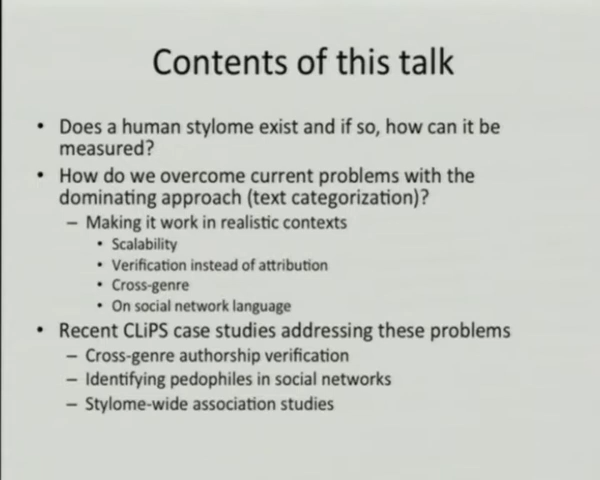 Contents of this talk
• Does a human stylome exist and if so, how can it be
measured?
• How do we overcome current problems with the
dominating approach (text categorization)?
– Making it work in realistic contexts
• Scalability
• Verification instead of attribution
• Cross-genre
• On social network language
• Recent CLiPS case studies addressing these problems
– Cross-genre authorship verification
– Identifying pedophiles in social networks
– Stylome-wide association studies